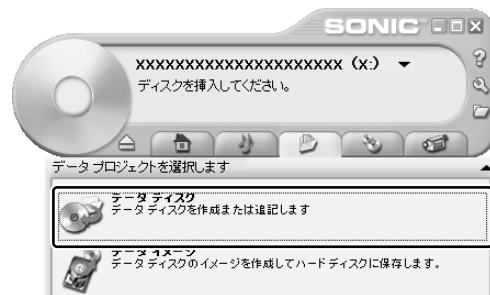 SONIC
xxxxxxxxxxxxxxxxxxxxxx (x:)
ディスクを挿入してください。
データ プロジェクトを選択します
データ ディスク
データ ディスクを作成または追記します
データ イメージ
データ ディスクのイメージを作成してハード ディスクに保存します。